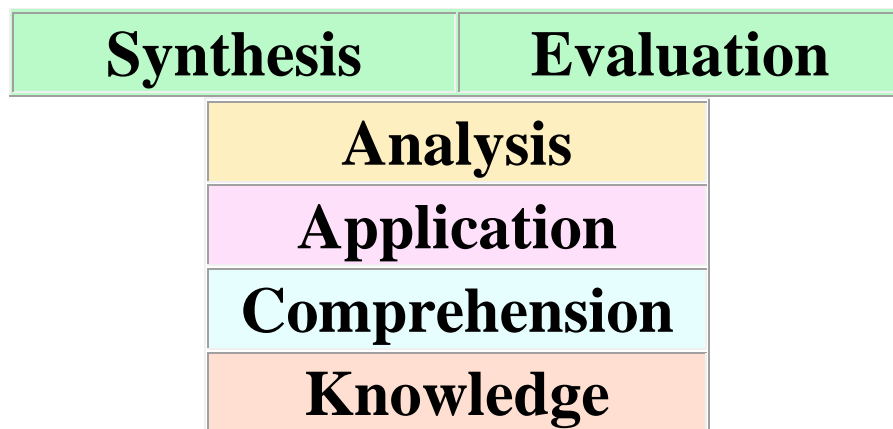 Synthesis Evaluation
Analysis
Application
Comprehension
Knowledge